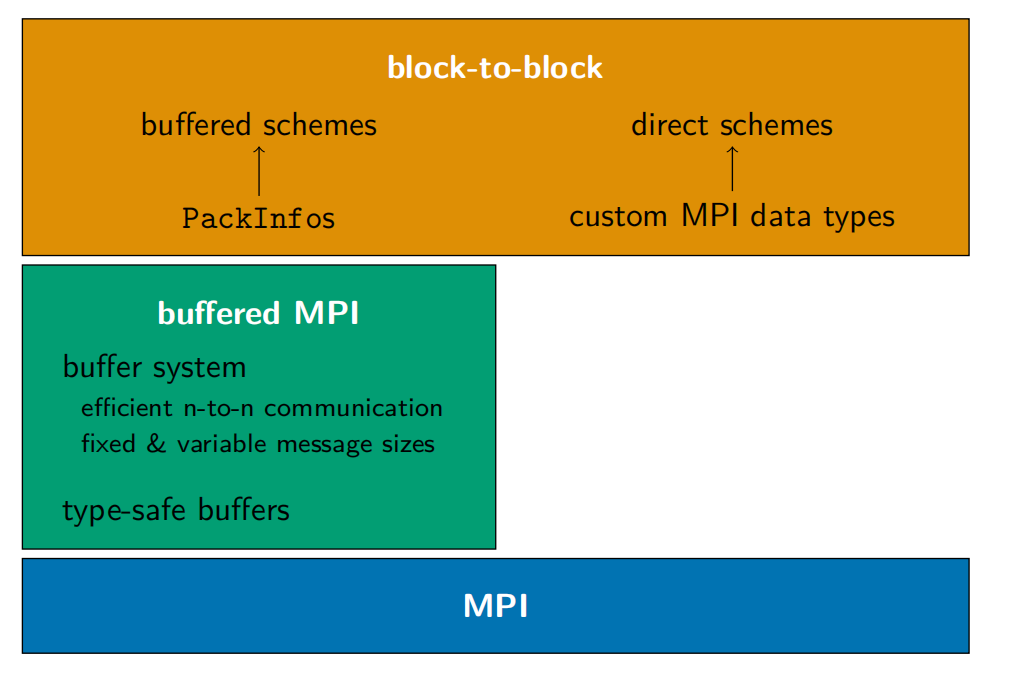 block-to-block
buffered schemes
direct schemes
PackInfos
custom MPI data types
buffered MPI
buffer system
efficient n-to-n communication
fixed & variable message sizes
type-safe buffers
MPI